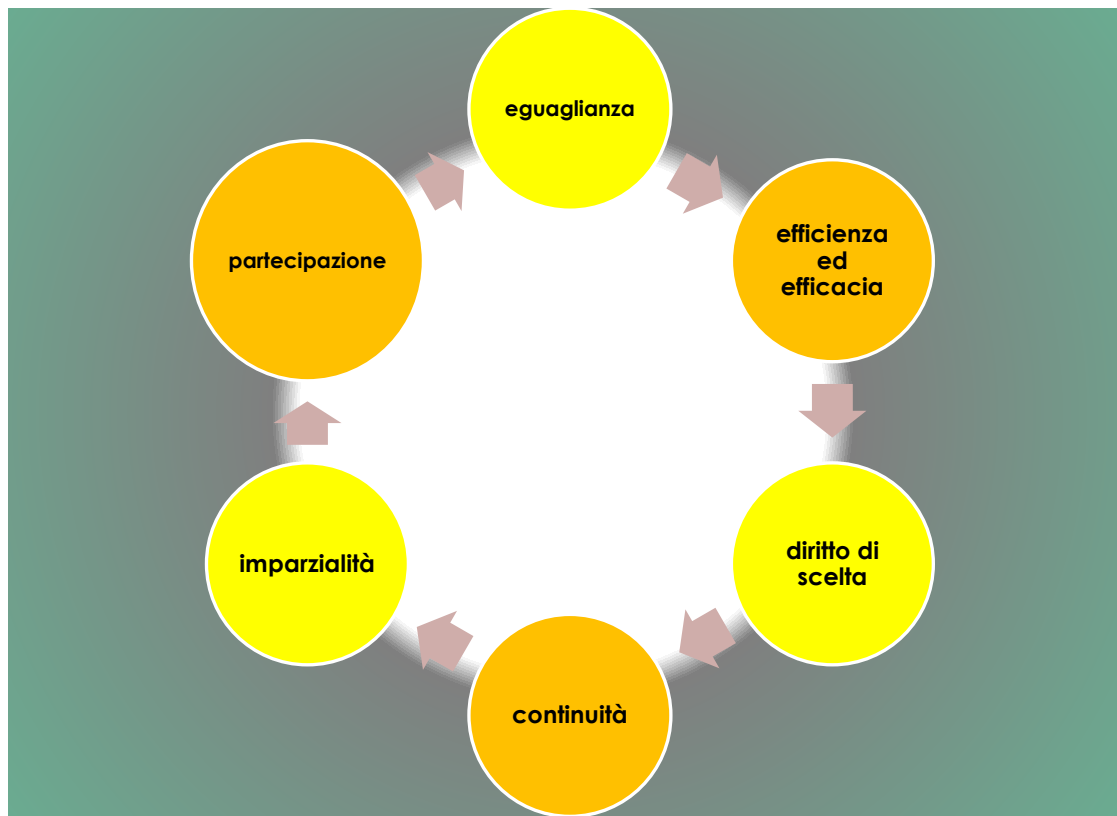 eguaglianza
efficienza
ed
efficacia
diritto di
scelta
continuità
imparzialità
partecipazione